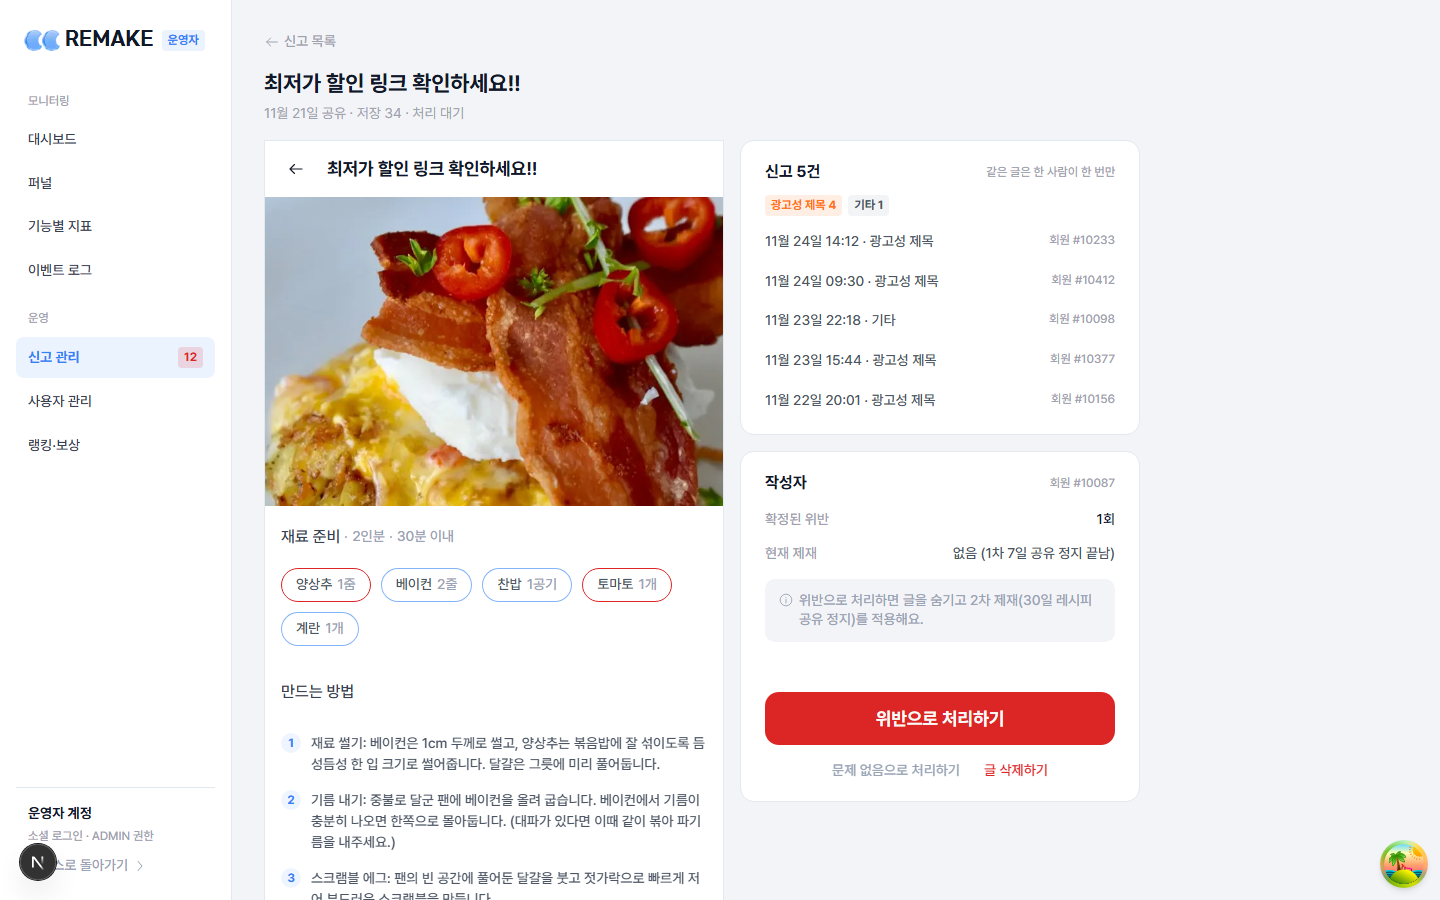 REMAKE 운영자
모니터링
대시보드
퍼널
기능별 지표
이벤트 로그
운영
신고 관리 12
사용자 관리
랭킹·보상
운영자 계정
소셜 로그인 · ADMIN 권한
N
스로 돌아가기
← 신고 목록
최저가 할인 링크 확인하세요!!
11월 21일 공유 · 저장 34 · 처리 대기
← 최저가 할인 링크 확인하세요!!
재료 준비 · 2인분 · 30분 이내
양상추 1줌
베이컨 2줄
찬밥 1공기
토마토 1개
계란 1개
만드는 방법
1 재료 썰기: 베이컨은 1cm 두께로 썰고, 양상추는 볶음밥에 잘 섞이도록 듬
성듬성 한 입 크기로 썰어줍니다. 달걀은 그릇에 미리 풀어둡니다.
2 기름 내기: 중불로 달군 팬에 베이컨을 올려 굽습니다. 베이컨에서 기름이
충분히 나오면 한쪽으로 몰아둡니다. (대파가 있다면 이때 같이 볶아 파기
름을 내주세요.)
3 스크램블 에그: 팬의 빈 공간에 풀어둔 달걀을 붓고 젓가락으로 빠르게 저
어 부드러운 스크램블을 만듭니다.
신고 5건 같은 글은 한 사람이 한 번만
광고성 제목 4 기타 1
11월 24일 14:12 · 광고성 제목 회원 #10233
11월 24일 09:30 · 광고성 제목 회원 #10412
11월 23일 22:18 · 기타 회원 #10098
11월 23일 15:44 · 광고성 제목 회원 #10377
11월 22일 20:01 · 광고성 제목 회원 #10156
작성자 회원 #10087
확정된 위반 1회
현재 제재 없음 (1차 7일 공유 정지 끝남)
위반으로 처리하면 글을 숨기고 2차 제재(30일 레시피
공유 정지)를 적용해요.
위반으로 처리하기
문제 없음으로 처리하기 글 삭제하기